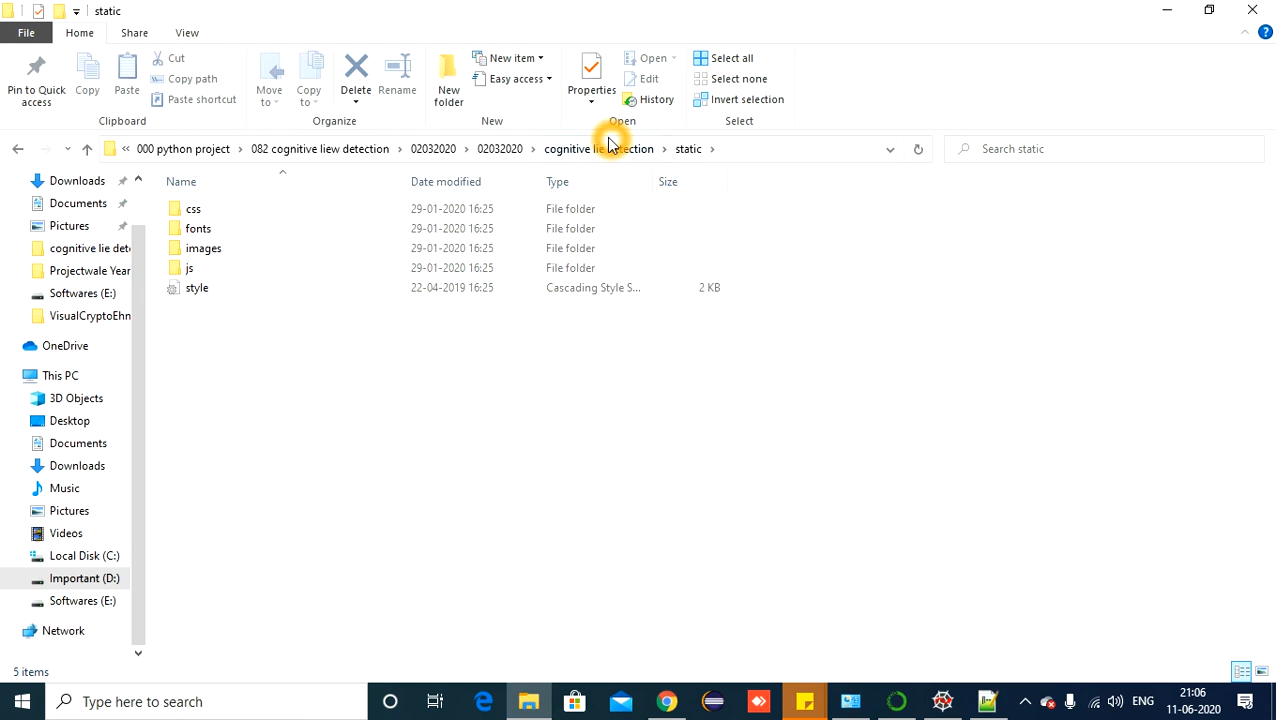 static
File Home Share View
Pin to Quick access
Copy
Paste
Cut
Copy path
Paste shortcut
Move to
Copy to
Delete
Rename
New folder
New item
Easy access
Properties
Open
Edit
History
Select all
Select none
Invert selection
Clipboard Organize New Open Select
« 000 python project › 082 cognitive liew detection › 02032020 › 02032020 › cognitive lie detection › static ›
Search static
Name Date modified Type Size
css 29-01-2020 16:25 File folder
fonts 29-01-2020 16:25 File folder
images 29-01-2020 16:25 File folder
js 29-01-2020 16:25 File folder
style 22-04-2019 16:25 Cascading Style S... 2 KB
Downloads
Documents
Pictures
cognitive lie dete
Projectwale Year
Softwares (E:)
VisualCryptoEhn
OneDrive
This PC
3D Objects
Desktop
Documents
Downloads
Music
Pictures
Videos
Local Disk (C:)
Important (D:)
Softwares (E:)
Network
5 items
Type here to search
ENG
21:06
11-06-2020